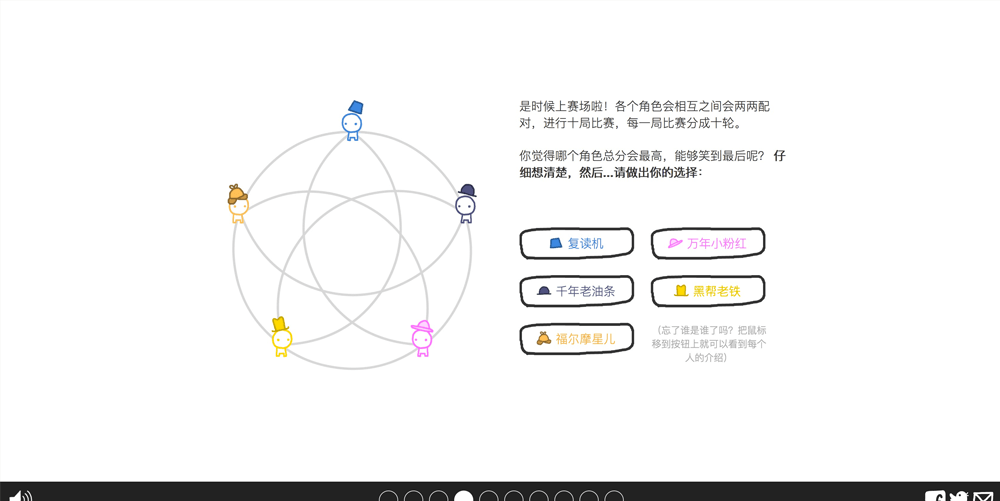 是时候上赛场啦！各个角色会相互之间会两两配
对，进行十局比赛，每一局比赛分成十轮。
你觉得哪个角色总分会最高，能够笑到最后呢？ 仔
细想清楚，然后...请做出你的选择：
复读机
万年小粉红
千年老油条
黑帮老铁
福尔摩星儿
（忘了谁是谁了吗？把鼠标
移到按钮上就可以看到每个
人的介绍）